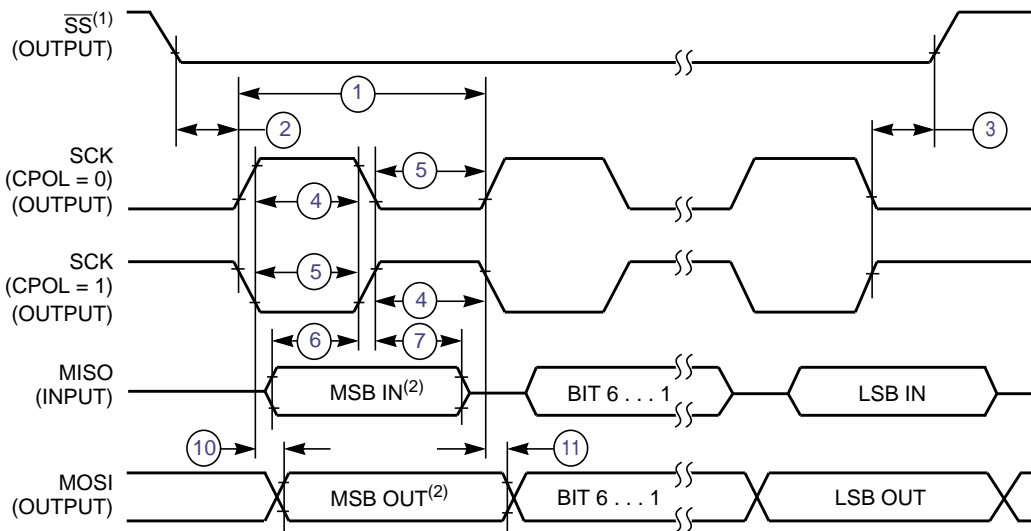 SS(1)
(OUTPUT)
1
2
3
SCK
(CPOL = 0)
(OUTPUT)
5
4
SCK
(CPOL = 1)
(OUTPUT)
5
4
6
7
MISO
(INPUT)
MSB IN(2)
BIT 6 . . . 1
LSB IN
10
11
MOSI
(OUTPUT)
MSB OUT(2)
BIT 6 . . . 1
LSB OUT